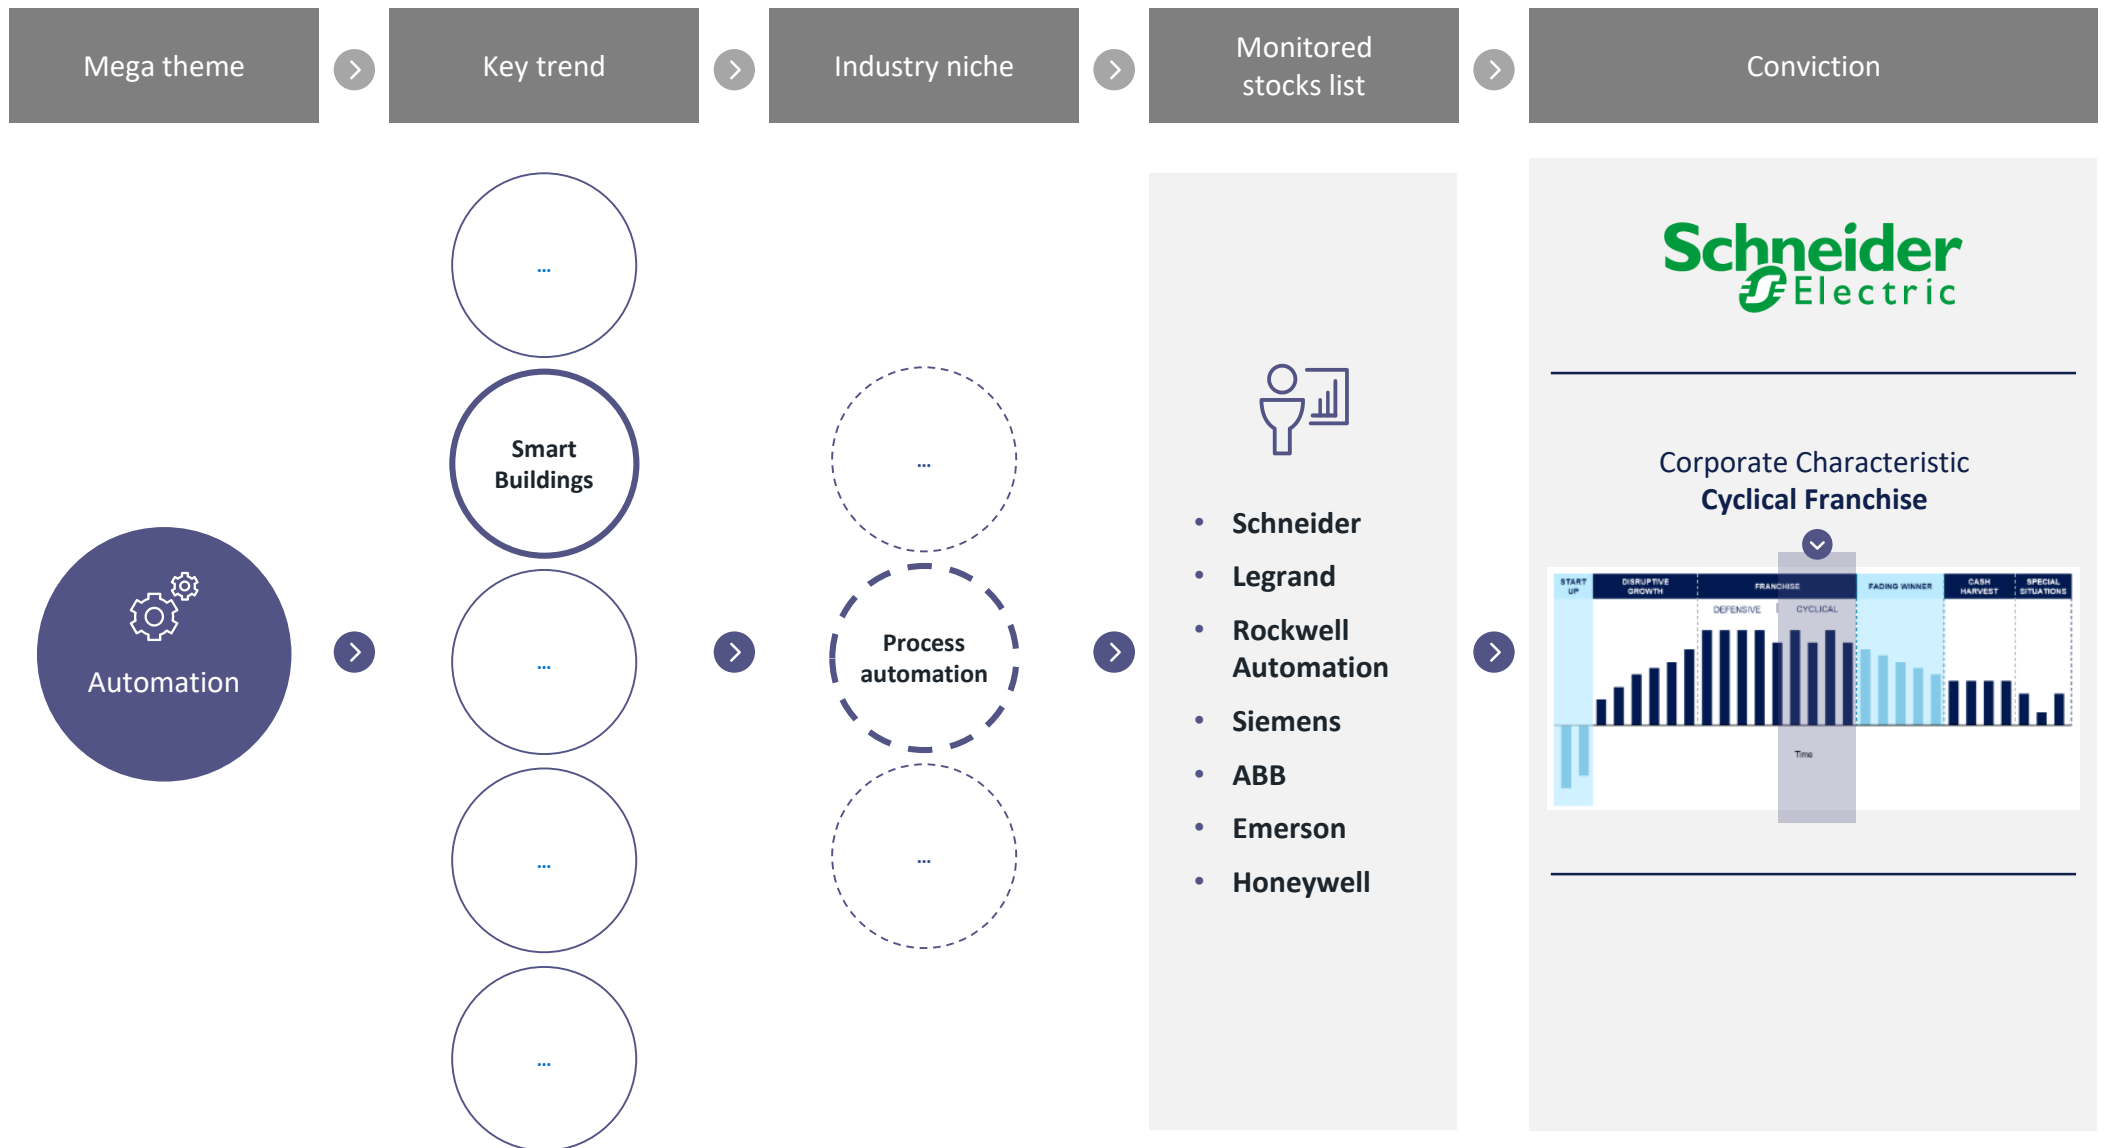 Mega theme
Key trend
Industry niche
Monitored
stocks list
Conviction
Automation
...
Smart
Buildings
...
...
...
...
Process
automation
...
• Schneider
• Legrand
• Rockwell
Automation
• Siemens
• ABB
• Emerson
• Honeywell
Schneider
Electric
Corporate Characteristic
Cyclical Franchise
START
UP
DISRUPTIVE
GROWTH
FRANCHISE
FADING WINNER
CASH
HARVEST
SPECIAL
SITUATIONS
DEFENSIVE
CYCLICAL
Time